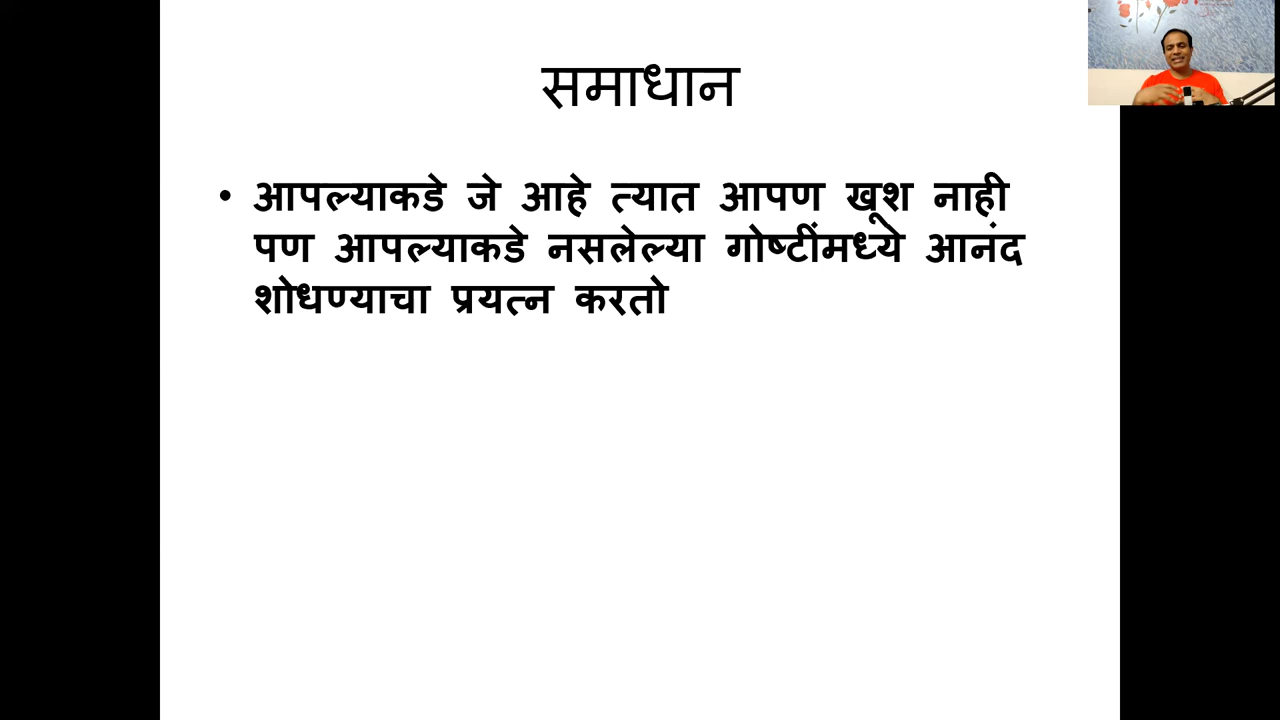 समाधान
• आपल्याकडे जे आहे त्यात आपण खूश नाही
पण आपल्याकडे नसलेल्या गोष्टींमध्ये आनंद
शोधण्याचा प्रयत्न करतो